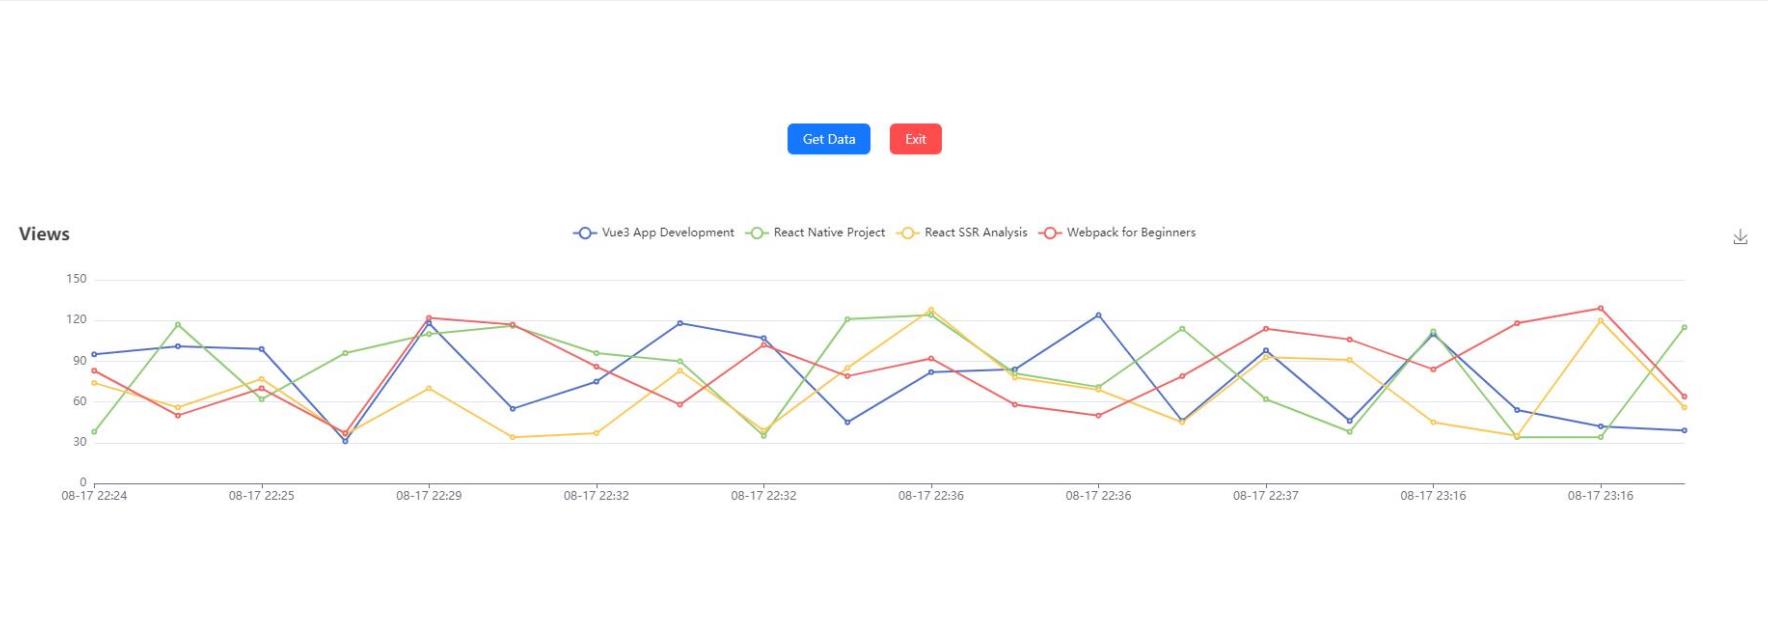 Get Data Exit
Views
Vue3 App Development React Native Project React SSR Analysis Webpack for Beginners
150
120
90
60
30
0
08-17 22:24 08-17 22:25 08-17 22:29 08-17 22:32 08-17 22:32 08-17 22:36 08-17 22:36 08-17 22:37 08-17 23:16 08-17 23:16